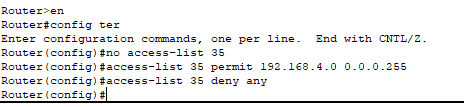 Router>en
Router#config ter
Enter configuration commands, one per line.  End with CNTL/Z.
Router(config)#no access-list 35
Router(config)#access-list 35 permit 192.168.4.0 0.0.0.255
Router(config)#access-list 35 deny any
Router(config)#